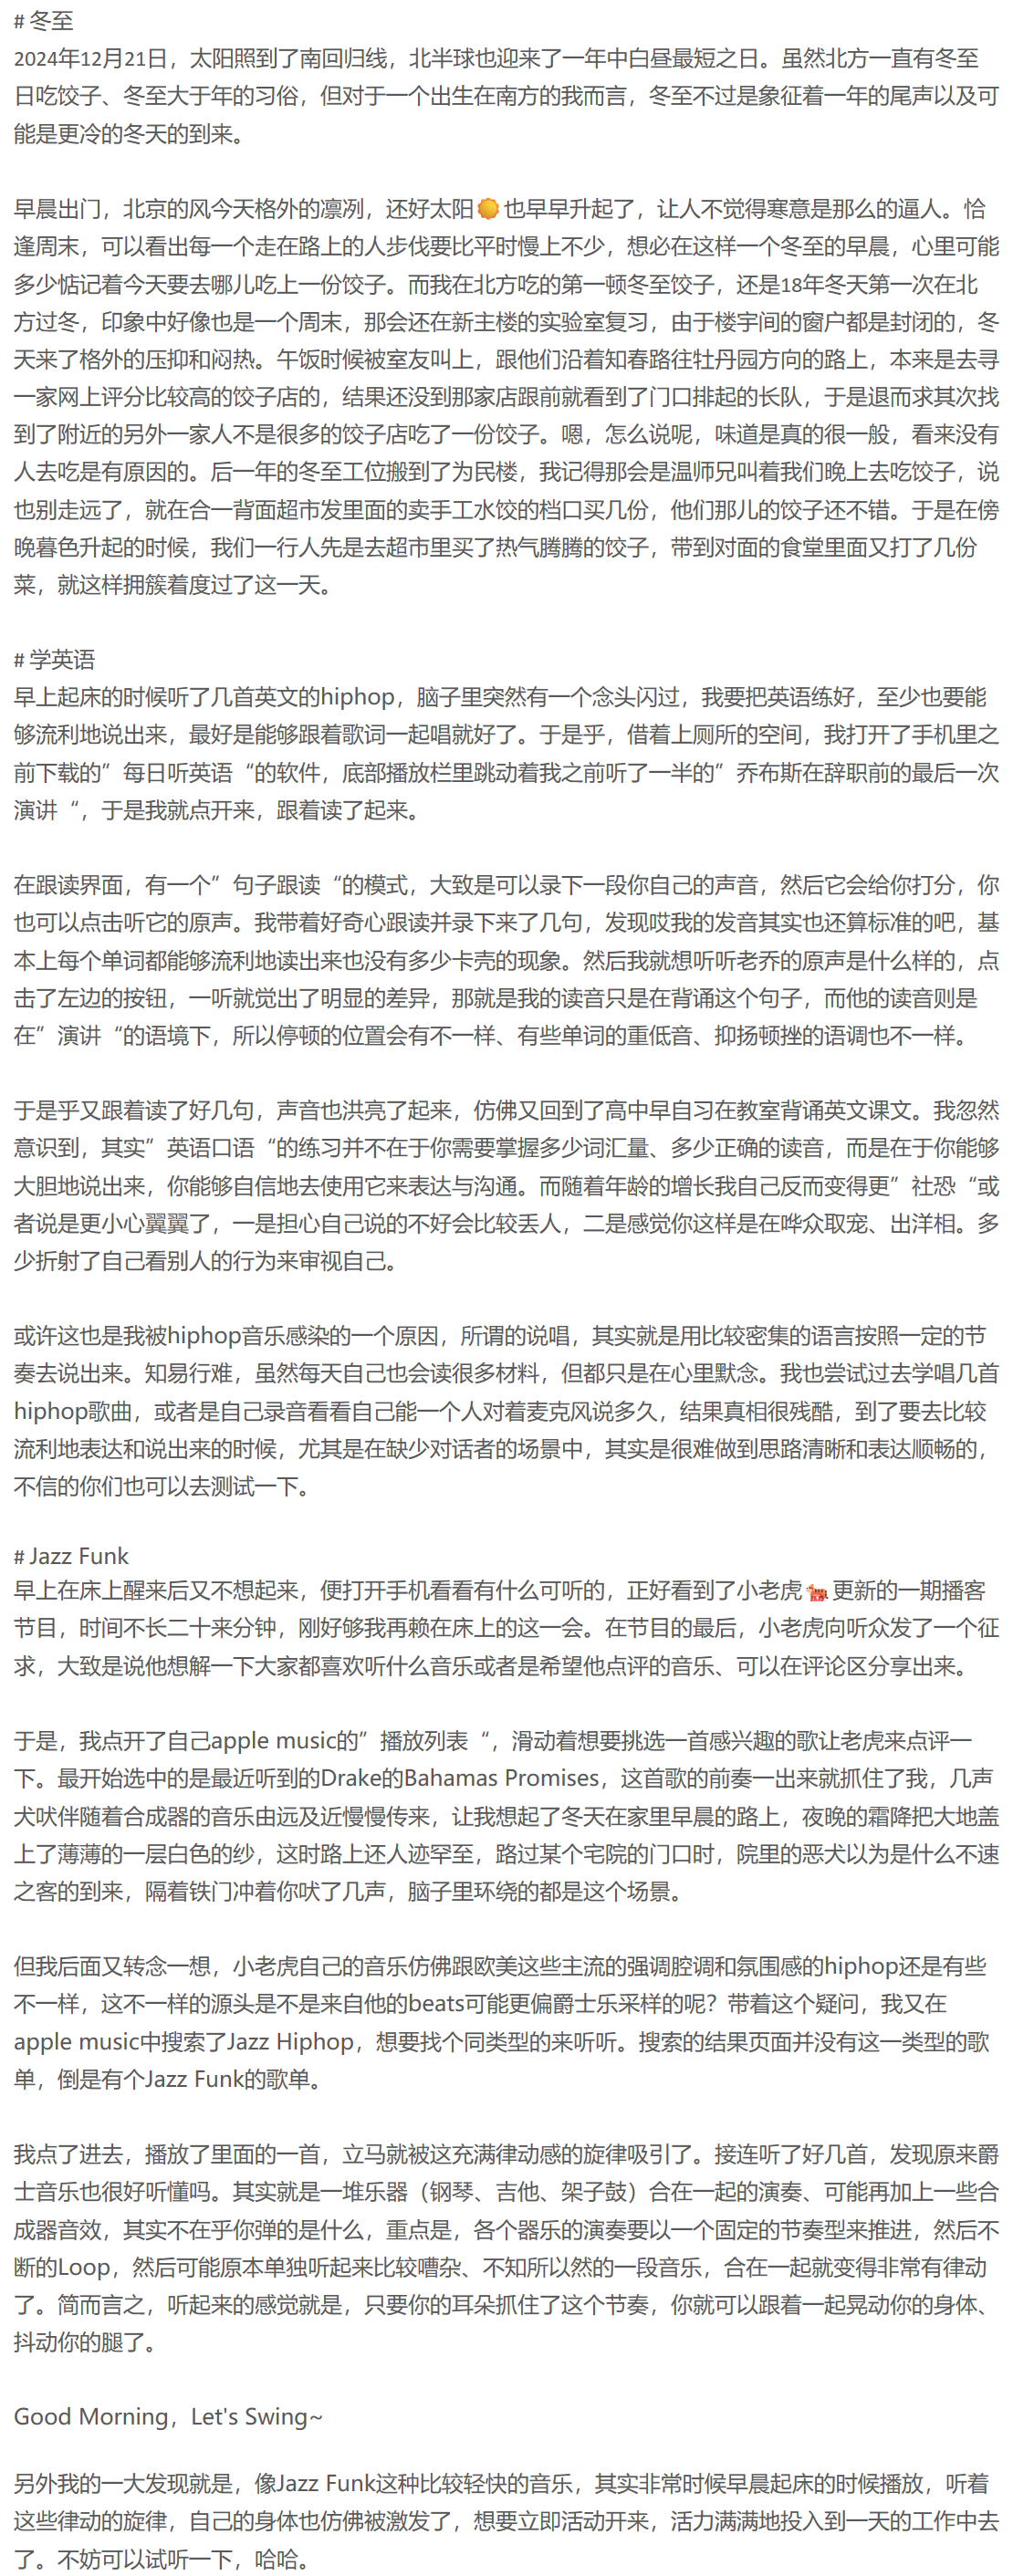 # 冬至
2024年12月21日，太阳照到了南回归线，北半球也迎来了一年中白昼最短之日。虽然北方一直有冬至
日吃饺子、冬至大于年的习俗，但对于一个出生在南方的我而言，冬至不过是象征着一年的尾声以及可
能是更冷的冬天的到来。
早晨出门，北京的风今天格外的凛冽，还好太阳🌞也早早升起了，让人不觉得寒意是那么的逼人。恰
逢周末，可以看出每一个走在路上的人步伐要比平时慢上不少，想必在这样一个冬至的早晨，心里可能
多少惦记着今天要去哪儿吃上一份饺子。而我在北方吃的第一顿冬至饺子，还是18年冬天第一次在北
方过冬，印象中好像也是一个周末，那会还在新主楼的实验室复习，由于楼宇间的窗户都是封闭的，冬
天来了格外的压抑和闷热。午饭时候被室友叫上，跟他们沿着知春路往牡丹园方向的路上，本来是去寻
一家网上评分比较高的饺子店的，结果还没到那家店跟前就看到了门口排起的长队，于是退而求其次找
到了附近的另外一家人不是很多的饺子店吃了一份饺子。嗯，怎么说呢，味道是真的很一般，看来没有
人去吃是有原因的。后一年的冬至工位搬到了为民楼，我记得那会是温师兄叫着我们晚上去吃饺子，说
也别走远了，就在合一背面超市发里面的卖手工水饺的档口买几份，他们那儿的饺子还不错。于是在傍
晚暮色升起的时候，我们一行人先是去超市里买了热气腾腾的饺子，带到对面的食堂里面又打了几份
菜，就这样拥簇着度过了这一天。
# 学英语
早上起床的时候听了几首英文的hiphop，脑子里突然有一个念头闪过，我要把英语练好，至少也要能
够流利地说出来，最好是能够跟着歌词一起唱就好了。于是乎，借着上厕所的空间，我打开了手机里之
前下载的”每日听英语“的软件，底部播放栏里跳动着我之前听了一半的”乔布斯在辞职前的最后一次
演讲“，于是我就点开来，跟着读了起来。
在跟读界面，有一个”句子跟读“的模式，大致是可以录下一段你自己的声音，然后它会给你打分，你
也可以点击听它的原声。我带着好奇心跟读并录下来了几句，发现哎我的发音其实也还算标准的吧，基
本上每个单词都能够流利地读出来也没有多少卡壳的现象。然后我就想听听老乔的原声是什么样的，点
击了左边的按钮，一听就觉出了明显的差异，那就是我的读音只是在背诵这个句子，而他的读音则是
在”演讲“的语境下，所以停顿的位置会有不一样、有些单词的重低音、抑扬顿挫的语调也不一样。
于是乎又跟着读了好几句，声音也洪亮了起来，仿佛又回到了高中早自习在教室背诵英文课文。我忽然
意识到，其实”英语口语“的练习并不在于你需要掌握多少词汇量、多少正确的读音，而是在于你能够
大胆地说出来，你能够自信地去使用它来表达与沟通。而随着年龄的增长我自己反而变得更”社恐“或
者说是更小心翼翼了，一是担心自己说的不好会比较丢人，二是感觉你这样是在哗众取宠、出洋相。多
少折射了自己看别人的行为来审视自己。
或许这也是我被hiphop音乐感染的一个原因，所谓的说唱，其实就是用比较密集的语言按照一定的节
奏去说出来。知易行难，虽然每天自己也会读很多材料，但都只是在心里默念。我也尝试过去学唱几首
hiphop歌曲，或者是自己录音看看自己能一个人对着麦克风说多久，结果真相很残酷，到了要去比较
流利地表达和说出来的时候，尤其是在缺少对话者的场景中，其实是很难做到思路清晰和表达顺畅的，
不信的你们也可以去测试一下。
# Jazz Funk
早上在床上醒来后又不想起来，便打开手机看看有什么可听的，正好看到了小老虎🐅更新的一期播客
节目，时间不长二十来分钟，刚好够我再赖在床上的这一会。在节目的最后，小老虎向听众发了一个征
求，大致是说他想解一下大家都喜欢听什么音乐或者是希望他点评的音乐、可以在评论区分享出来。
于是，我点开了自己apple music的”播放列表“，滑动着想要挑选一首感兴趣的歌让老虎来点评一
下。最开始选中的是最近听到的Drake的Bahamas Promises，这首歌的前奏一出来就抓住了我，几声
犬吠伴随着合成器的音乐由远及近慢慢传来，让我想起了冬天在家里早晨的路上，夜晚的霜降把大地盖
上了薄薄的一层白色的纱，这时路上还人迹罕至，路过某个宅院的门口时，院里的恶犬以为是什么不速
之客的到来，隔着铁门冲着你吠了几声，脑子里环绕的都是这个场景。
但我后面又转念一想，小老虎自己的音乐仿佛跟欧美这些主流的强调腔调和氛围感的hiphop还是有些
不一样，这不一样的源头是不是来自他的beats可能更偏爵士乐采样的呢？带着这个疑问，我又在
apple music中搜索了Jazz Hiphop，想要找个同类型的来听听。搜索的结果页面并没有这一类型的歌
单，倒是有个Jazz Funk的歌单。
我点了进去，播放了里面的一首，立马就被这充满律动感的旋律吸引了。接连听了好几首，发现原来爵
士音乐也很好听懂吗。其实就是一堆乐器（钢琴、吉他、架子鼓）合在一起的演奏、可能再加上一些合
成器音效，其实不在乎你弹的是什么，重点是，各个器乐的演奏要以一个固定的节奏型来推进，然后不
断的Loop，然后可能原本单独听起来比较嘈杂、不知所以然的一段音乐，合在一起就变得非常有律动
了。简而言之，听起来的感觉就是，只要你的耳朵抓住了这个节奏，你就可以跟着一起晃动你的身体、
抖动你的腿了。
Good Morning，Let's Swing~
另外我的一大发现就是，像Jazz Funk这种比较轻快的音乐，其实非常时候早晨起床的时候播放，听着
这些律动的旋律，自己的身体也仿佛被激发了，想要立即活动开来，活力满满地投入到一天的工作中去
了。不妨可以试听一下，哈哈。